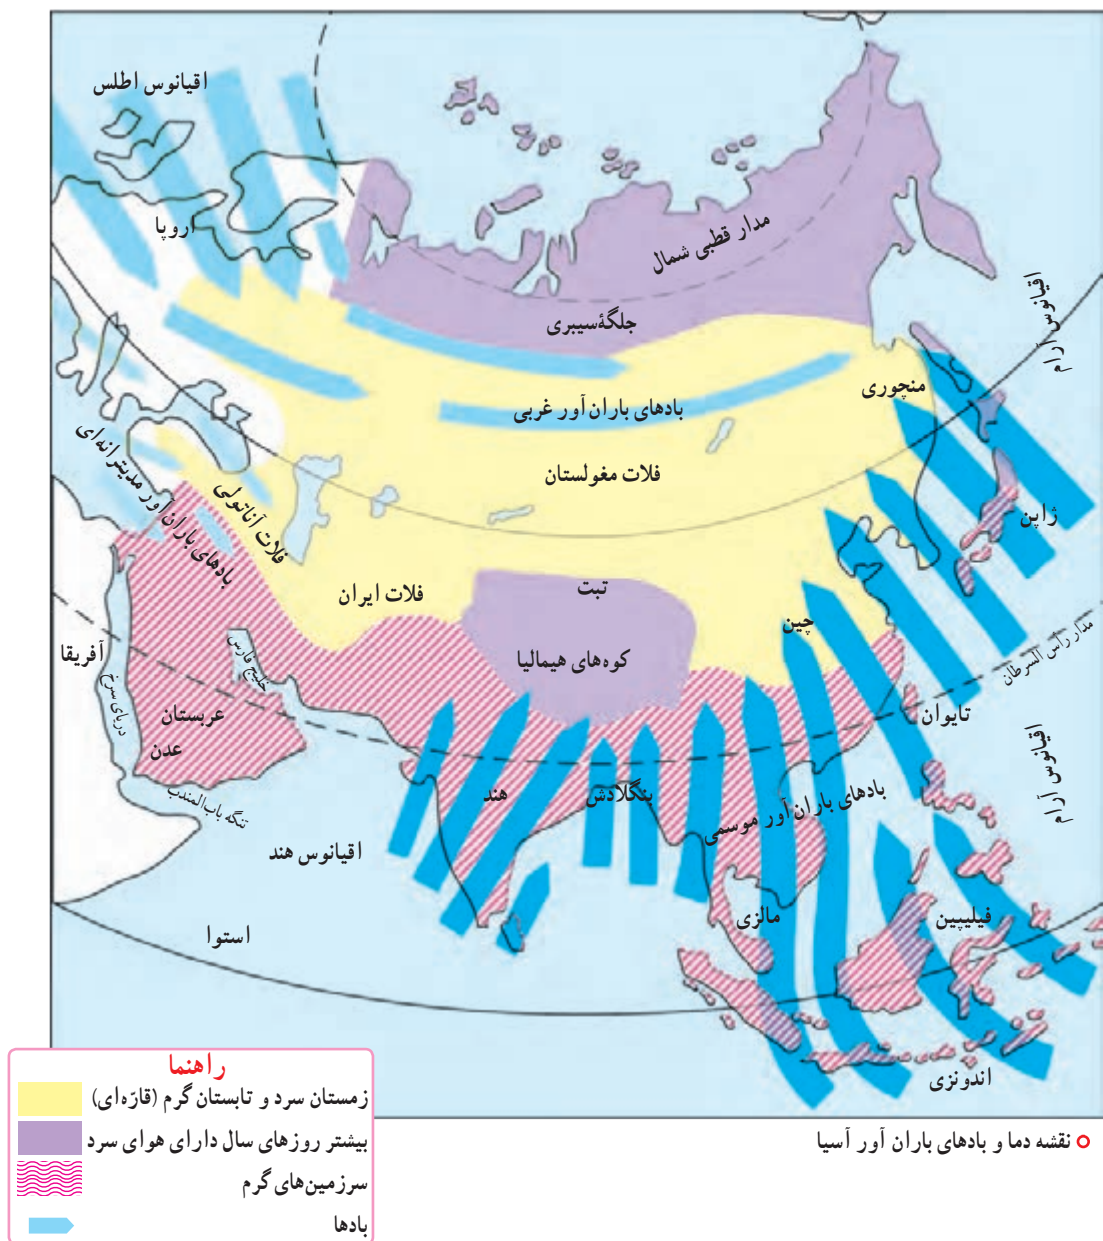 اقیانوس اطلس
اروپا
مدار قطبی شمال
جلگهٔ سیبری
اقیانوس آرام
منچوری
بادهای باران آور غربی
فلات مغولستان
بادهای باران آور مدیترانه‌ای
فلات آناتولی
ژاپن
فلات ایران
تبت
چین
کوه‌های هیمالیا
مدار رأس السرطان
آفریقا
خلیج فارس
دریای سرخ
عربستان
عدن
تایوان
اقیانوس آرام
تنگه باب‌المندب
هند
بنگلادش
بادهای باران آور موسمی
اقیانوس هند
استوا
مالزی
فیلیپین
اندونزی
راهنما
زمستان سرد و تابستان گرم (قارّه‌ای)
بیشتر روزهای سال دارای هوای سرد
سرزمین‌های گرم
بادها
نقشه دما و بادهای باران آور آسیا